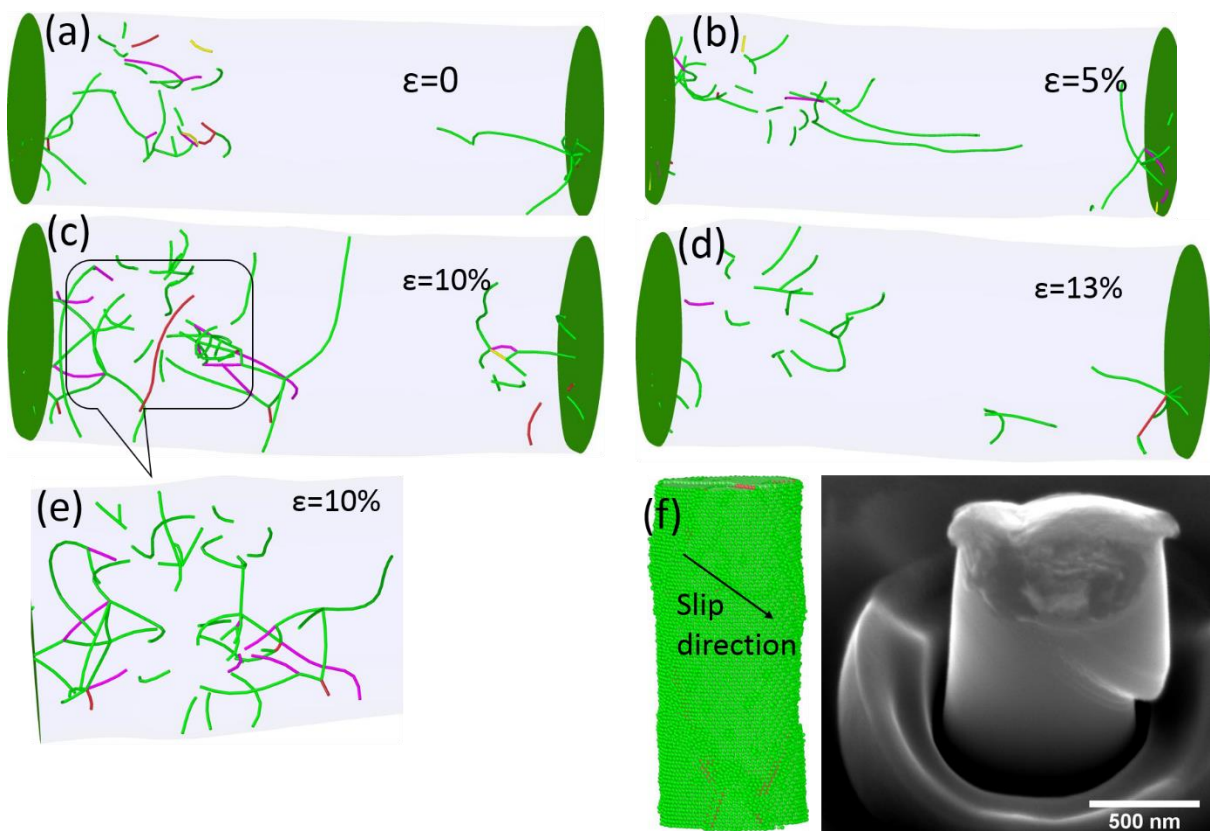 (a)
ε=0
(b)
ε=5%
(c)
ε=10%
(d)
ε=13%
(e)
ε=10%
(f)
Slip
direction
500 nm